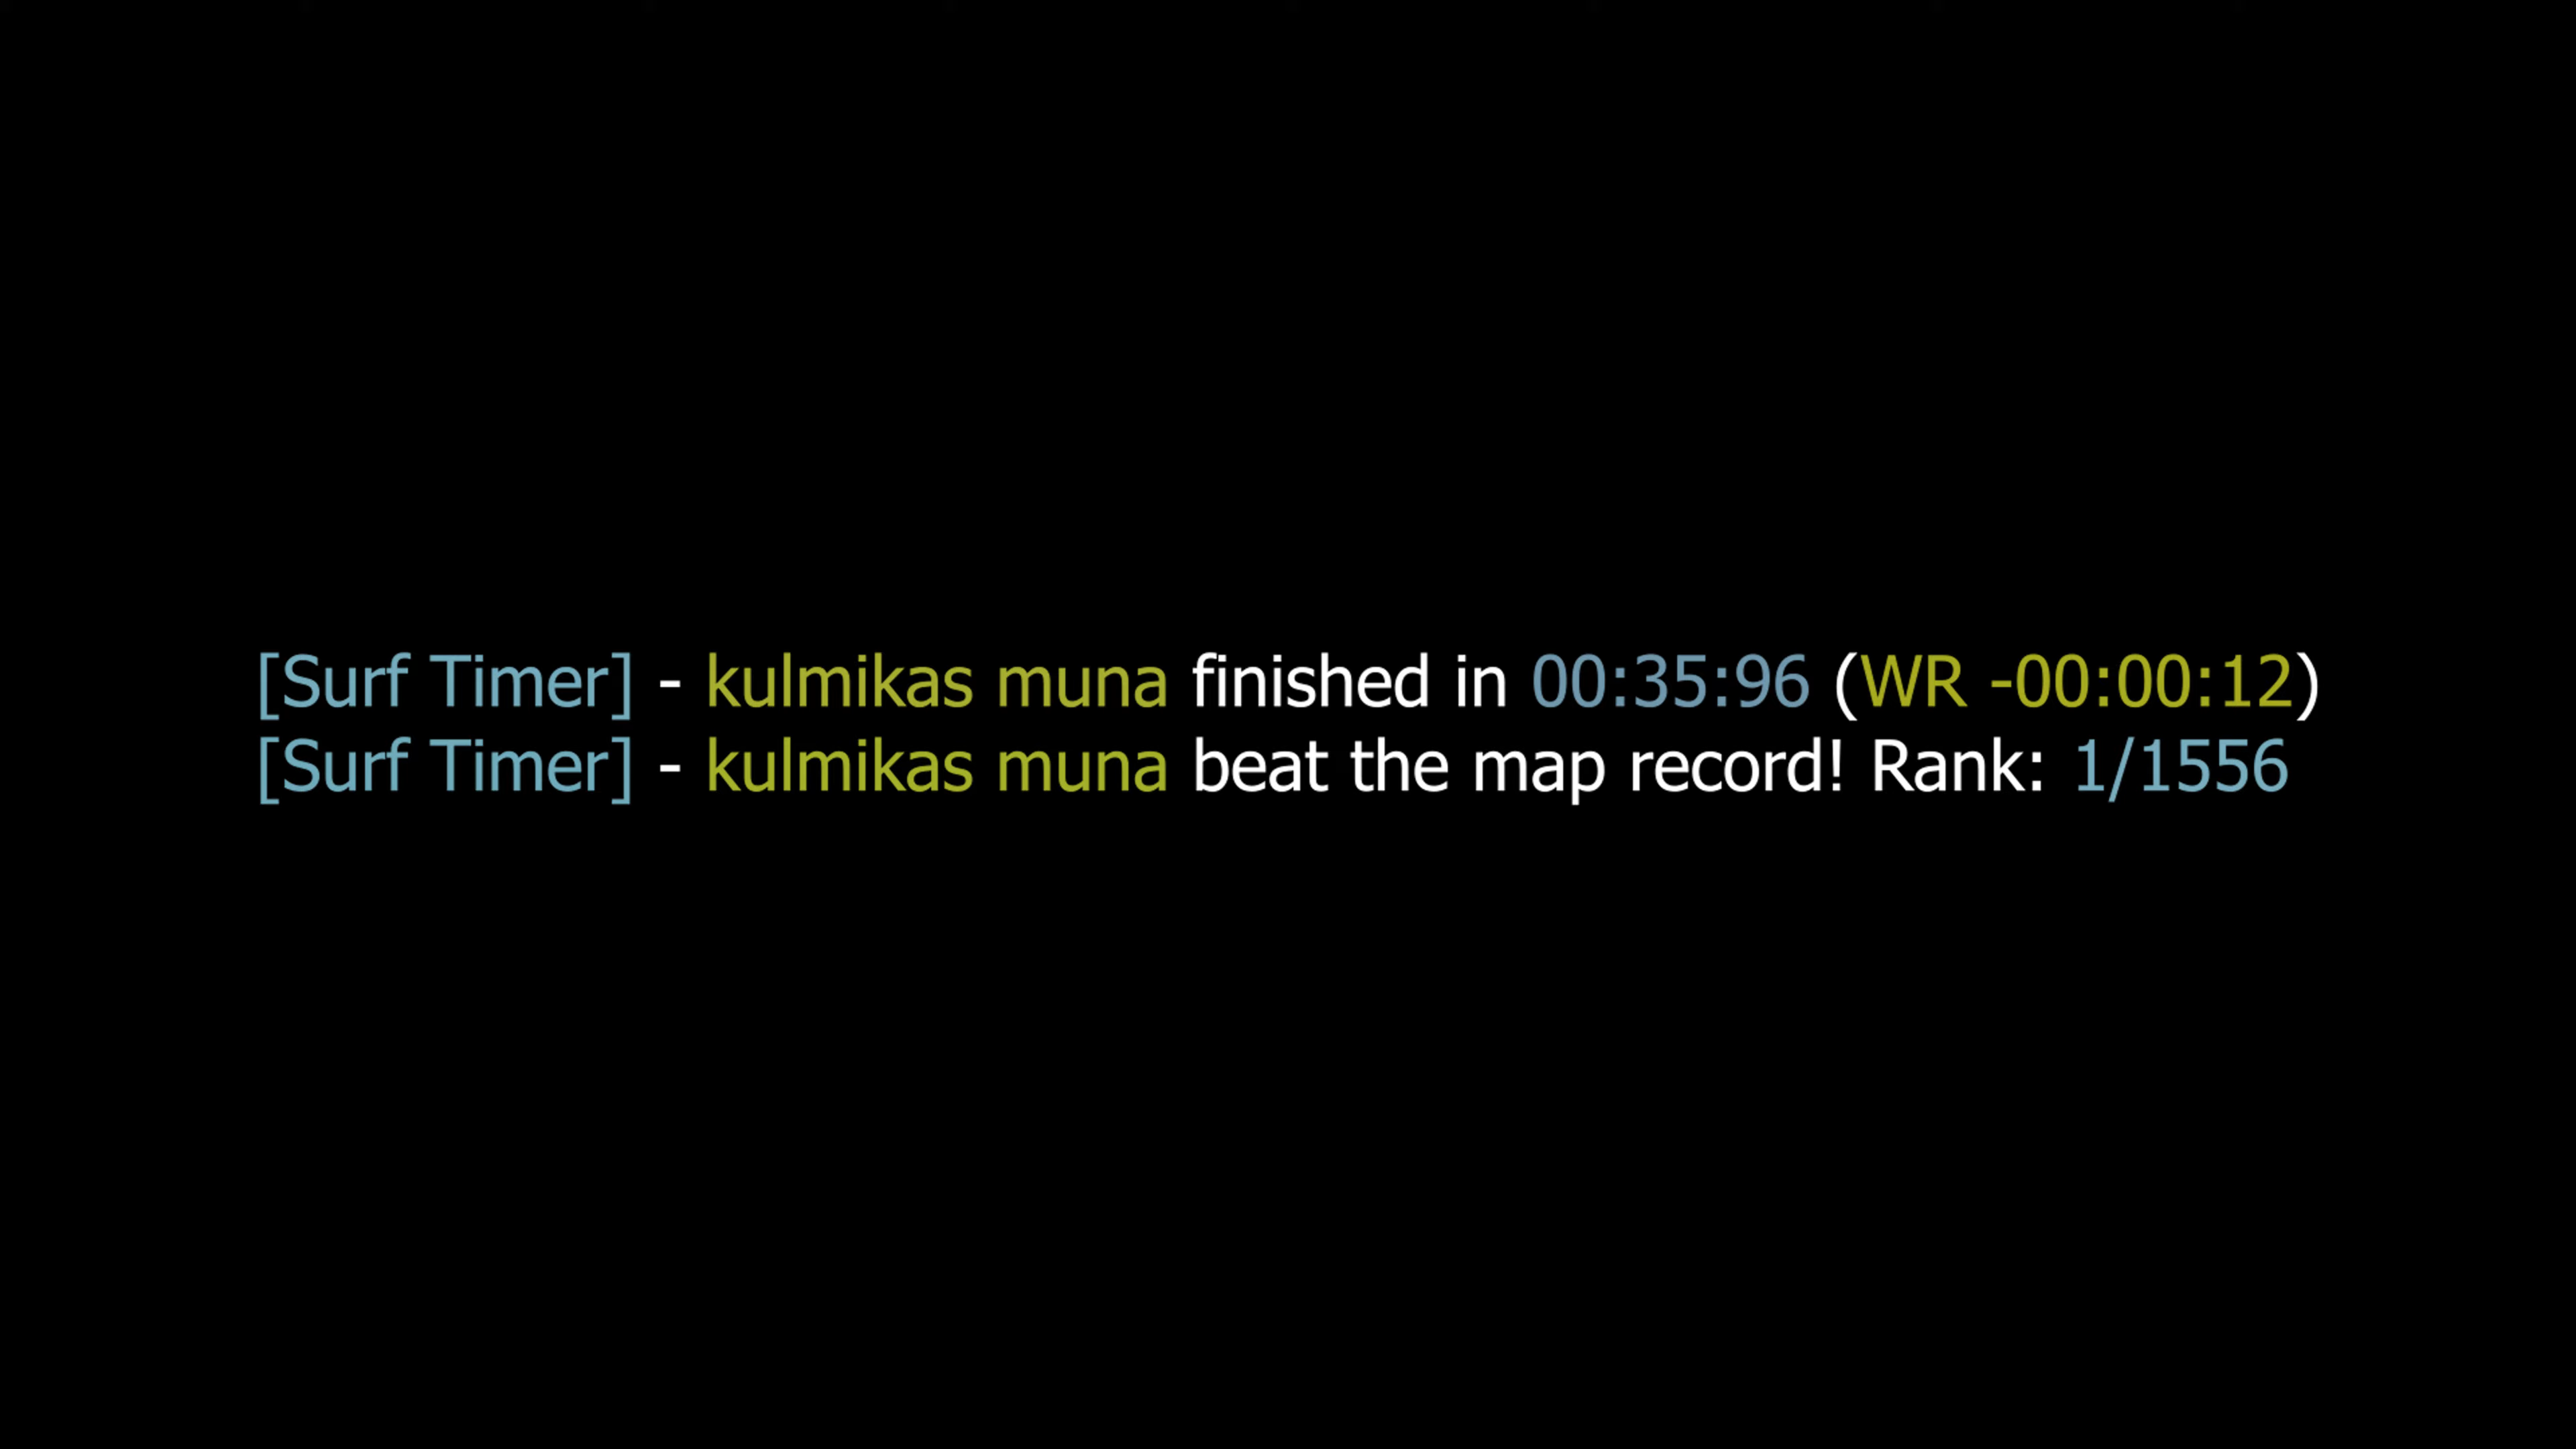 [Surf Timer] - kulmikas muna finished in 00:35:96 (WR -00:00:12)
[Surf Timer] - kulmikas muna beat the map record! Rank: 1/1556